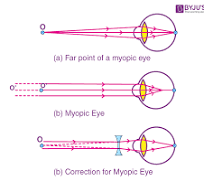 BYJU'S
O
(a) Far point of a myopic eye
O'
O
(b) Myopic Eye
O
(b) Correction for Myopic Eye